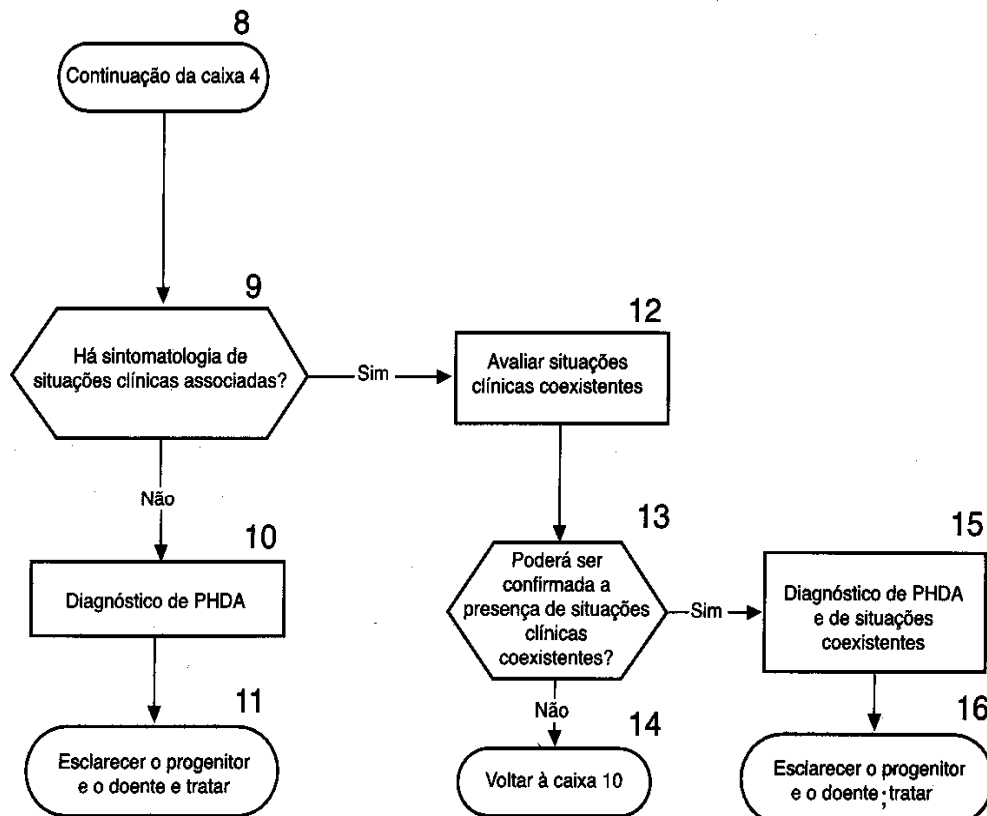 8
Continuação da caixa 4
9
Há sintomatologia de
situações clínicas associadas?
Sim
12
Avaliar situações
clínicas coexistentes
Não
10
Diagnóstico de PHDA
13
Poderá ser
confirmada a
presença de situações
clínicas
coexistentes?
Sim
15
Diagnóstico de PHDA
e de situações
coexistentes
11
Esclarecer o progenitor
e o doente e tratar
Não
14
Voltar à caixa 10
16
Esclarecer o progenitor
e o doente ; tratar